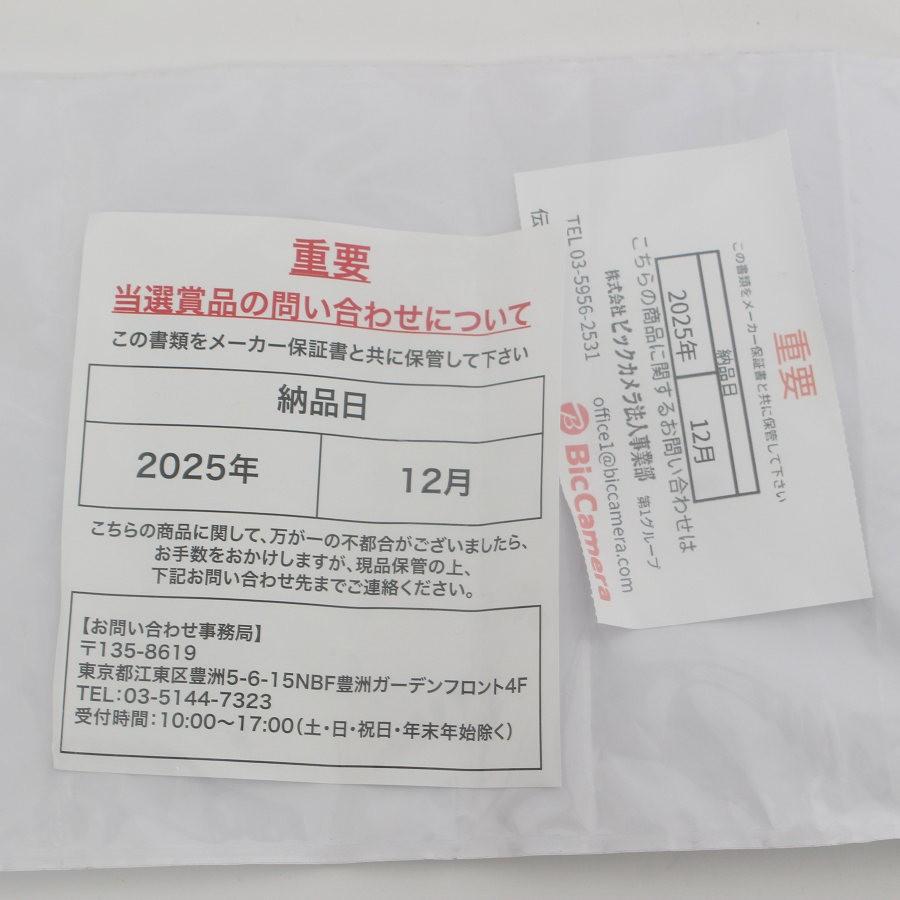 重要
当選賞品の問い合わせについて
この書類をメーカー保証書と共に保管して下さい
納品日
2025年 12月
こちらの商品に関して、万が一の不都合がございましたら、
お手数をおかけしますが、現品保管の上、
下記お問い合わせ先までご連絡ください。
【お問い合わせ事務局】
〒135-8619
東京都江東区豊洲5-6-15NBF豊洲ガーデンフロント4F
TEL:03-5144-7323
受付時間:10:00～17:00(土・日・祝日・年末年始除く)
重要
この書類をメーカー保証書と共に保管して下さい
納品日
2025年 12月
こちらの商品に関するお問い合わせは
株式会社ビックカメラ法人事業部 第1グループ
TEL 03-5956-2531 office1@biccamera.com
伝
BicCamera